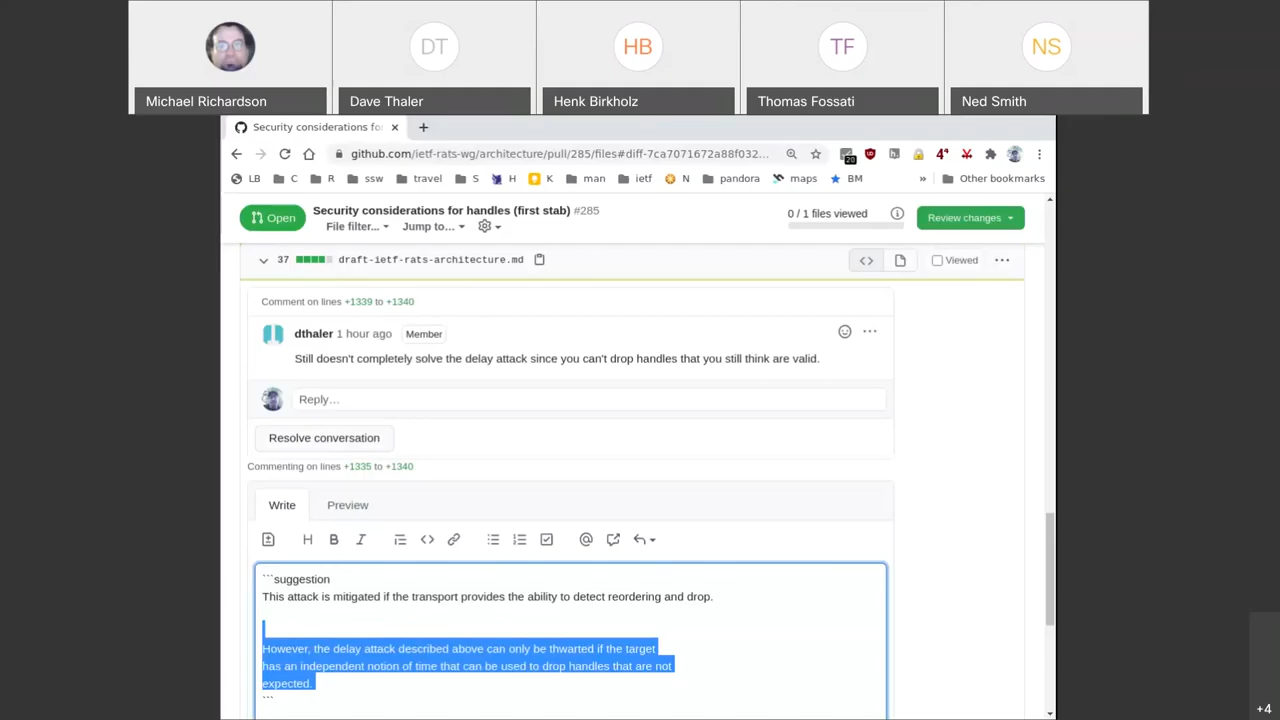 DT
HB
TF
NS
Michael Richardson
Dave Thaler
Henk Birkholz
Thomas Fossati
Ned Smith
Security considerations fo
github.com/ietf-rats-wg/architecture/pull/285/files#diff-7ca7071672a88f032...
20
4⁴
LB C R ssw travel S H K man ietf N pandora maps BM » Other bookmarks
Open
Security considerations for handles (first stab) #285
File filter... Jump to...
0 / 1 files viewed
Review changes
37 draft-ietf-rats-architecture.md
Viewed
Comment on lines +1339 to +1340
dthaler 1 hour ago Member
Still doesn't completely solve the delay attack since you can't drop handles that you still think are valid.
Reply…
Resolve conversation
Commenting on lines +1335 to +1340
Write Preview
H B I
```suggestion
This attack is mitigated if the transport provides the ability to detect reordering and drop.
However, the delay attack described above can only be thwarted if the target
has an independent notion of time that can be used to drop handles that are not
expected.
```
+4